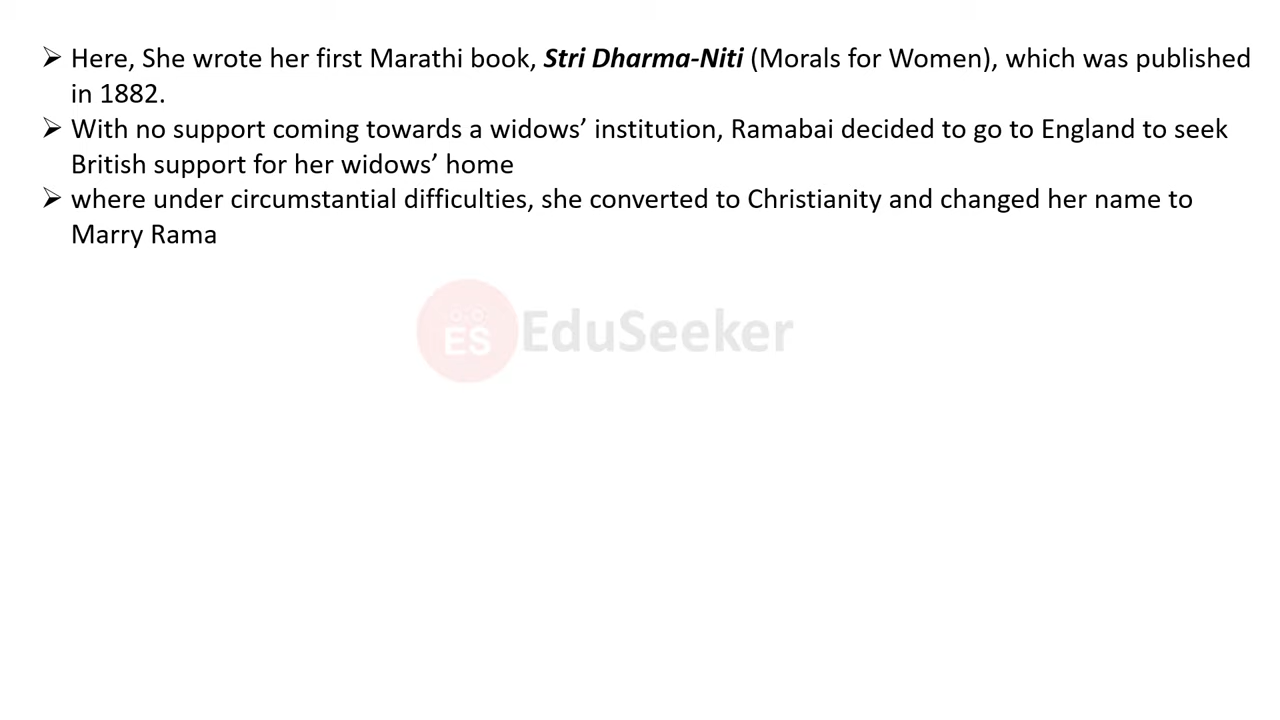 ➢ Here, She wrote her first Marathi book, Stri Dharma-Niti (Morals for Women), which was published
in 1882.
➢ With no support coming towards a widows’ institution, Ramabai decided to go to England to seek
British support for her widows’ home
➢ where under circumstantial difficulties, she converted to Christianity and changed her name to
Marry Rama
ES EduSeeker